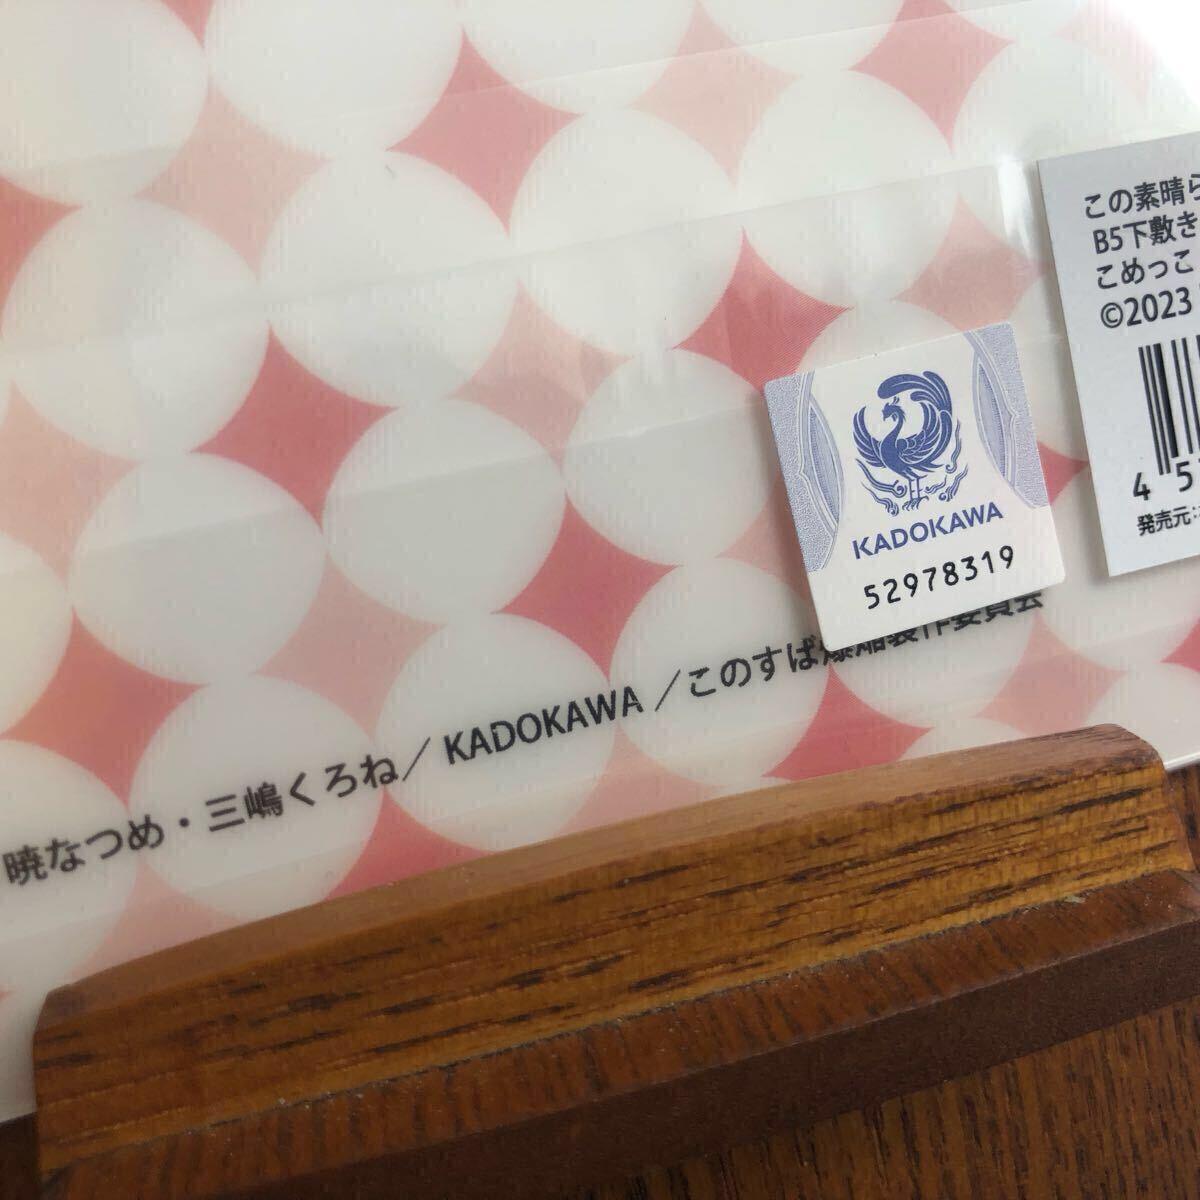 この素晴ら
B5下敷き
こめっこ
©2023
4 5
発売元:
KADOKAWA
52978319
暁なつめ・三嶋くろね／KADOKAWA／このすば爆焔製作委員会